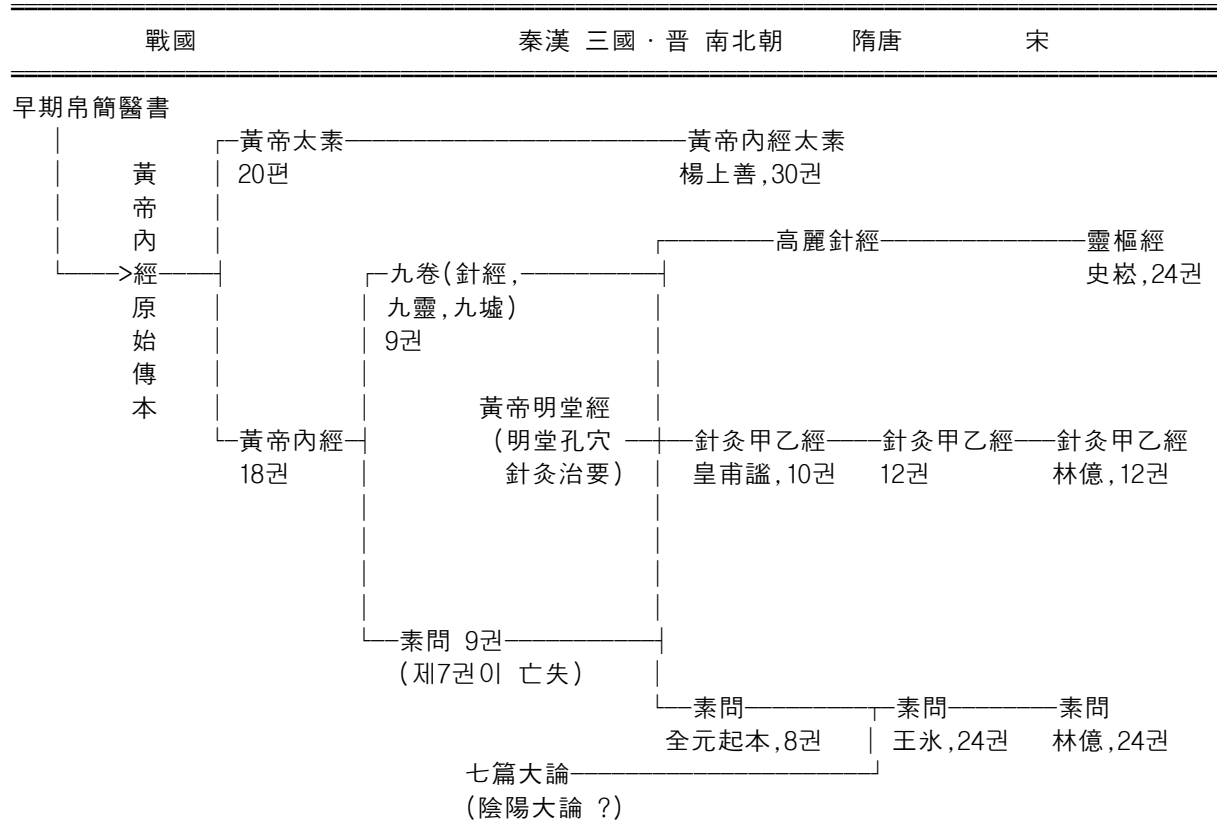 戰國 秦漢 三國·晋 南北朝 隋唐 宋
早期帛簡醫書
黃帝太素 黃帝內經太素
20편 楊上善,30권
黃帝內經原始傳本
高麗針經 靈樞經
史崧,24권
九卷(針經,
九靈,九墟)
9권
黃帝明堂經
黃帝內經 (明堂孔穴 針灸甲乙經 針灸甲乙經 針灸甲乙經
18권 針灸治要) 皇甫謐,10권 12권 林億,12권
素問 9권
(제7권이 亡失)
素問 素問 素問
全元起本,8권 王氷,24권 林億,24권
七篇大論
(陰陽大論 ?)